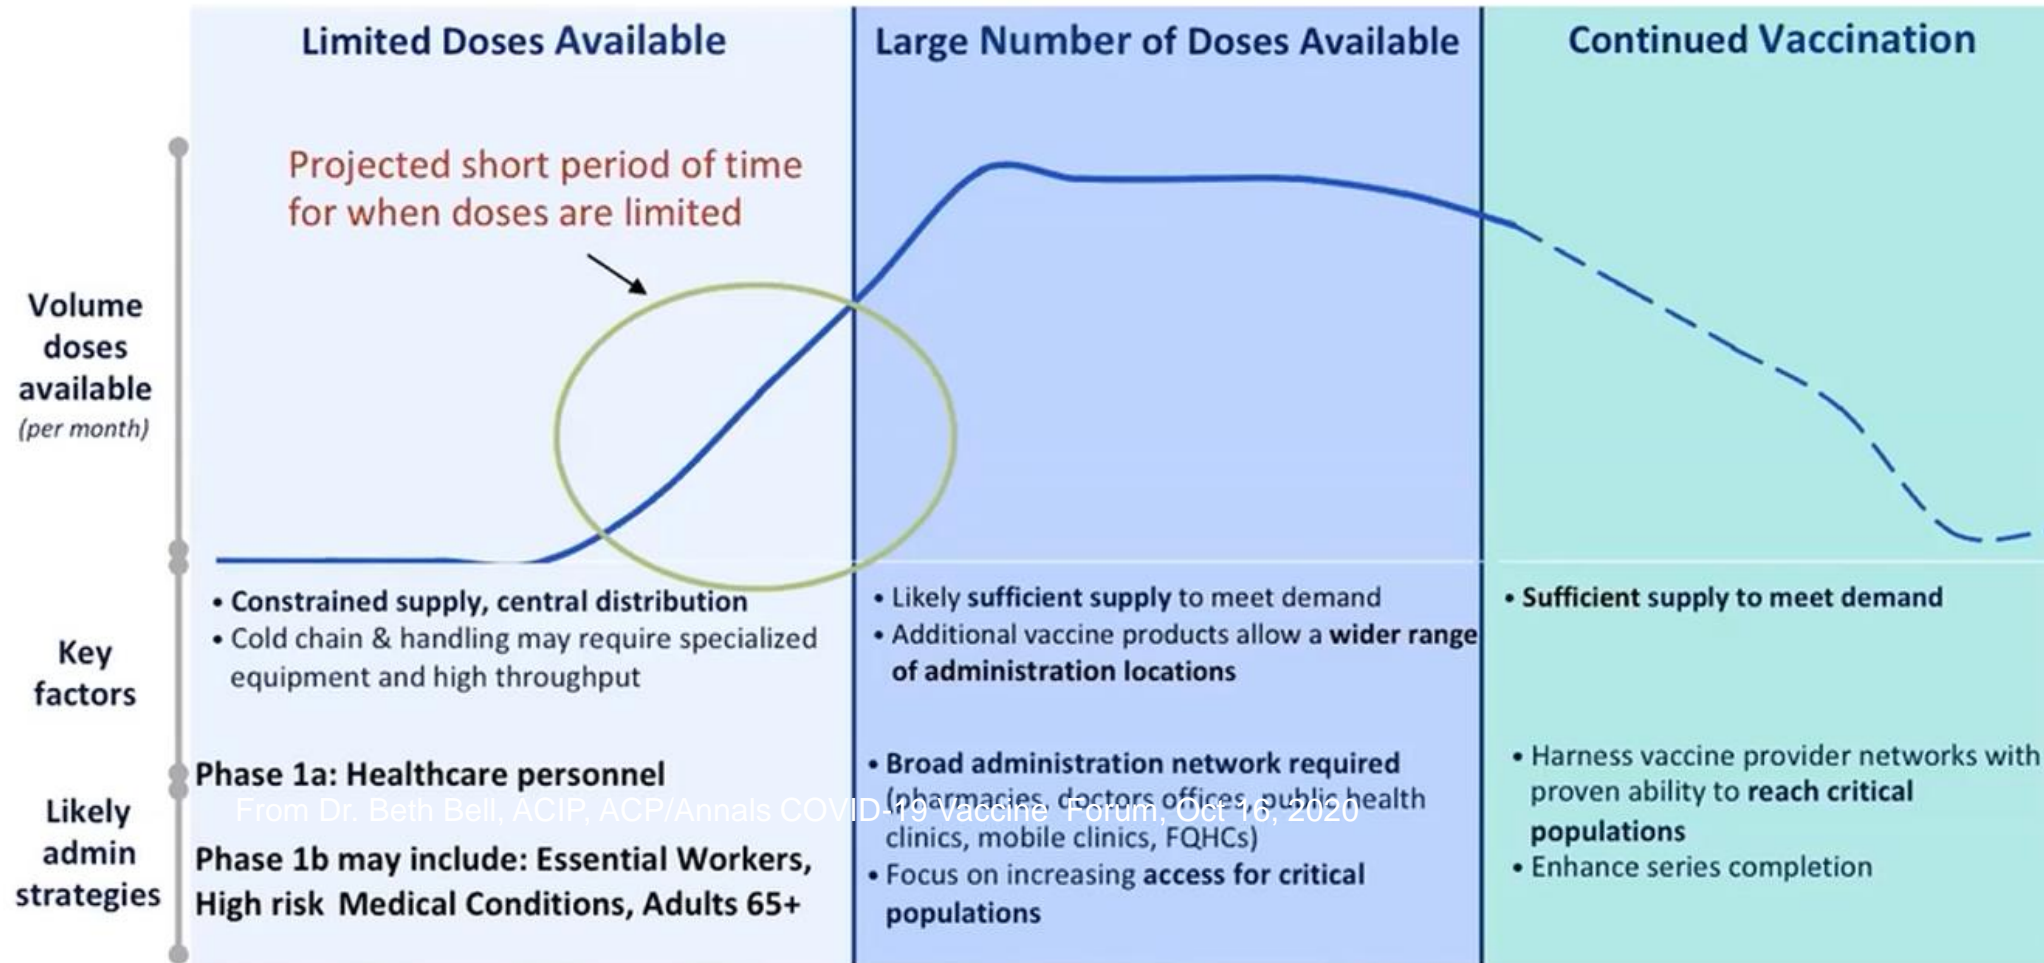 Limited Doses Available
Large Number of Doses Available
Continued Vaccination
Projected short period of time
for when doses are limited
Volume
doses
available
(per month)
Key
factors
• Constrained supply, central distribution
• Cold chain & handling may require specialized
equipment and high throughput
• Likely sufficient supply to meet demand
• Additional vaccine products allow a wider range
of administration locations
• Sufficient supply to meet demand
Likely
admin
strategies
Phase 1a: Healthcare personnel
Phase 1b may include: Essential Workers,
High risk Medical Conditions, Adults 65+
• Broad administration network required
(pharmacies, doctors offices, public health
clinics, mobile clinics, FQHCs)
• Focus on increasing access for critical
populations
• Harness vaccine provider networks with
proven ability to reach critical
populations
• Enhance series completion
From Dr. Beth Bell, ACIP, ACP/Annals COVID-19 Vaccine Forum, Oct 16, 2020